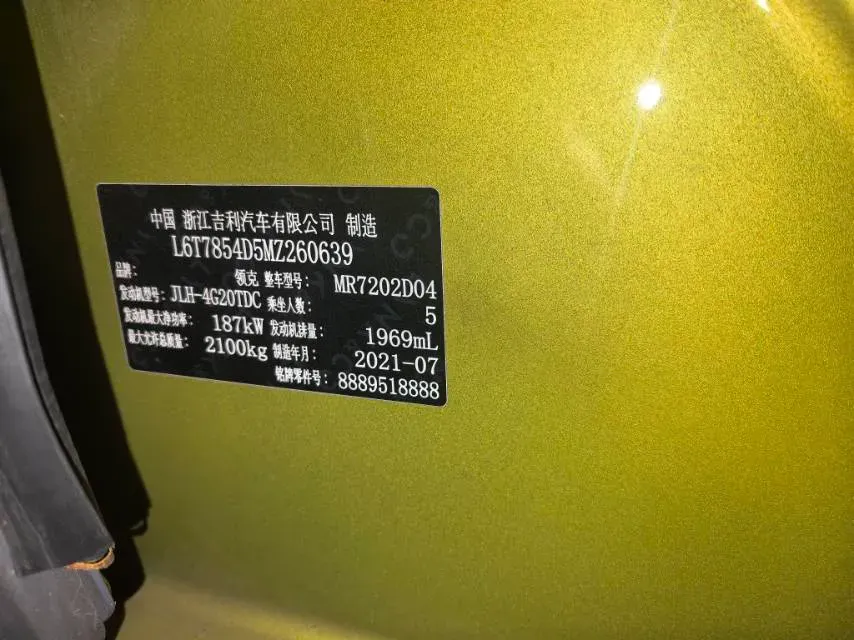 中国 浙江吉利汽车有限公司 制造
L6T7854D5MZ260639
品牌: 领克 整车型号: MR7202D04
发动机型号: JLH-4G20TDC 乘坐人数: 5
发动机最大净功率: 187kW 发动机排量: 1969mL
最大允许总质量: 2100kg 制造年月: 2021-07
铭牌零件号: 8889518888